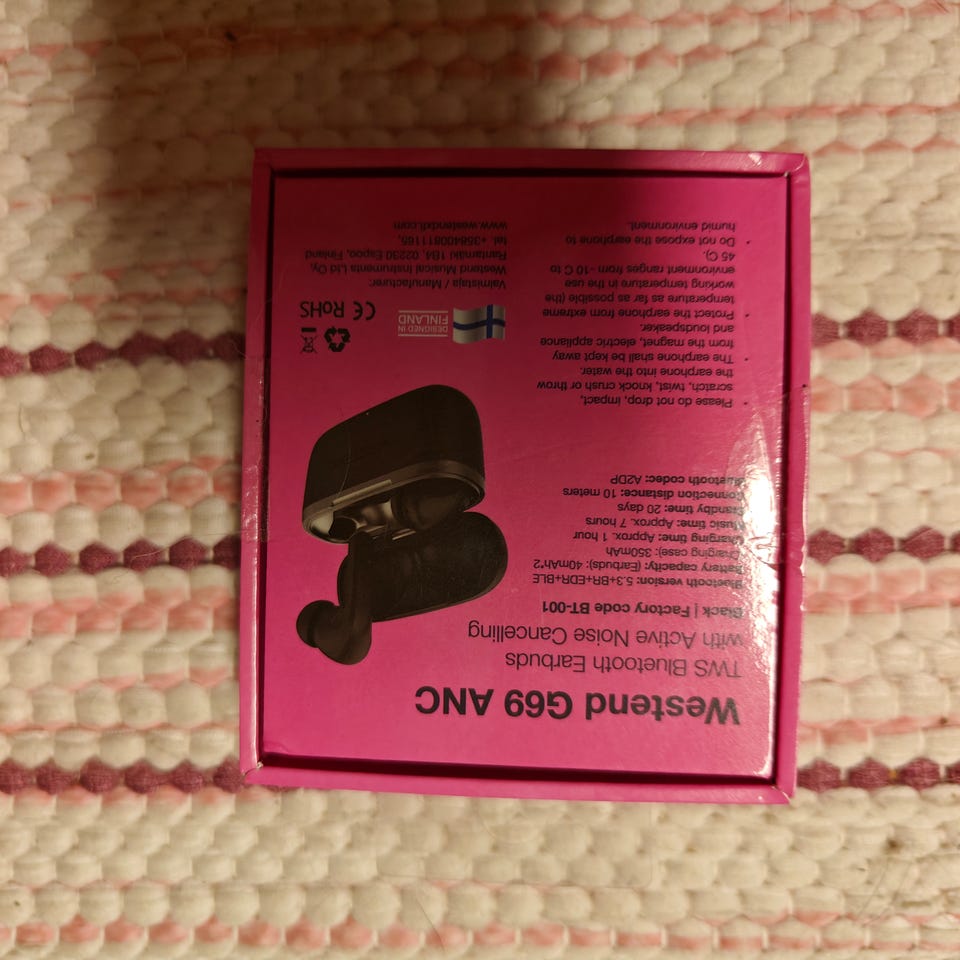 Westend G69 ANC
TWS Bluetooth Earbuds
with Active Noise Cancelling
Black | Factory code BT-001
Bluetooth version: 5.3+BR+EDR+BLE
Battery capacity: (Earbuds): 40mAh*2
Charging (case): 350mAh
Charging time: Approx. 1 hour
Music time: Approx. 7 hours
Standby time: 20 days
Connection distance: 10 meters
Bluetooth codec: A2DP
• Please do not drop, impact,
scratch, twist, knock crush or throw
the earphone into the water.
• The earphone shall be kept away
from the magnet, electric appliance
and loudspeaker.
• Protect the earphone from extreme
temperature as far as possible (the
working temperature in the use
environment ranges from -10 C to
45 C).
• Do not expose the earphone to
humid environment.
DESIGNED IN
FINLAND
CE RoHS
Valmistaja / Manufacturer:
Westend Musical Instruments Ltd Oy,
Rantamäki 1B4, 02230 Espoo, Finland
tel. +358400811165,
www.westendxll.com